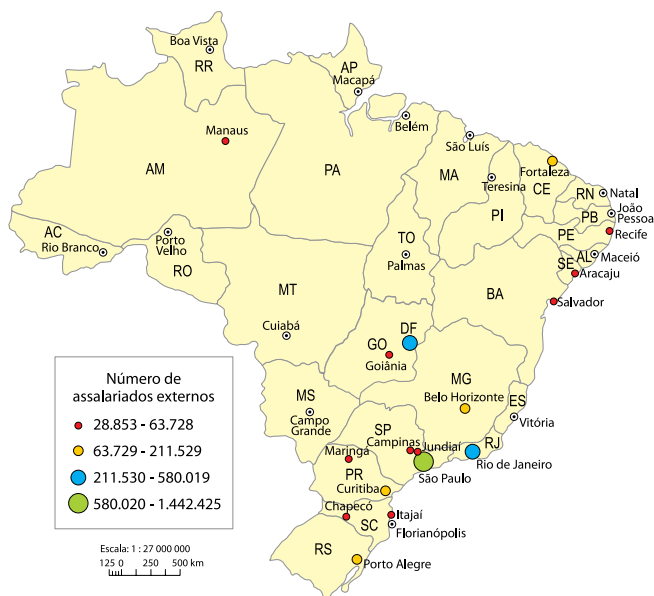 Boa Vista
RR
AP
Macapá
Manaus
Belém
São Luís
Fortaleza
AM
PA
MA
Teresina
CE
RN
Natal
PI
PB
João
Pessoa
PE
Recife
AC
Rio Branco
Porto
Velho
RO
TO
Palmas
AL
Maceió
SE
Aracaju
MT
BA
Salvador
Cuiabá
GO
DF
Goiânia
MG
Belo Horizonte
ES
Vitória
MS
Campo
Grande
SP
Campinas
Jundiaí
RJ
Rio de Janeiro
São Paulo
Maringá
PR
Curitiba
Chapecó
SC
Itajaí
Florianópolis
RS
Porto Alegre
Número de
assalariados externos
28.853 - 63.728
63.729 - 211.529
211.530 - 580.019
580.020 - 1.442.425
Escala: 1 : 27 000 000
125 0 250 500 km